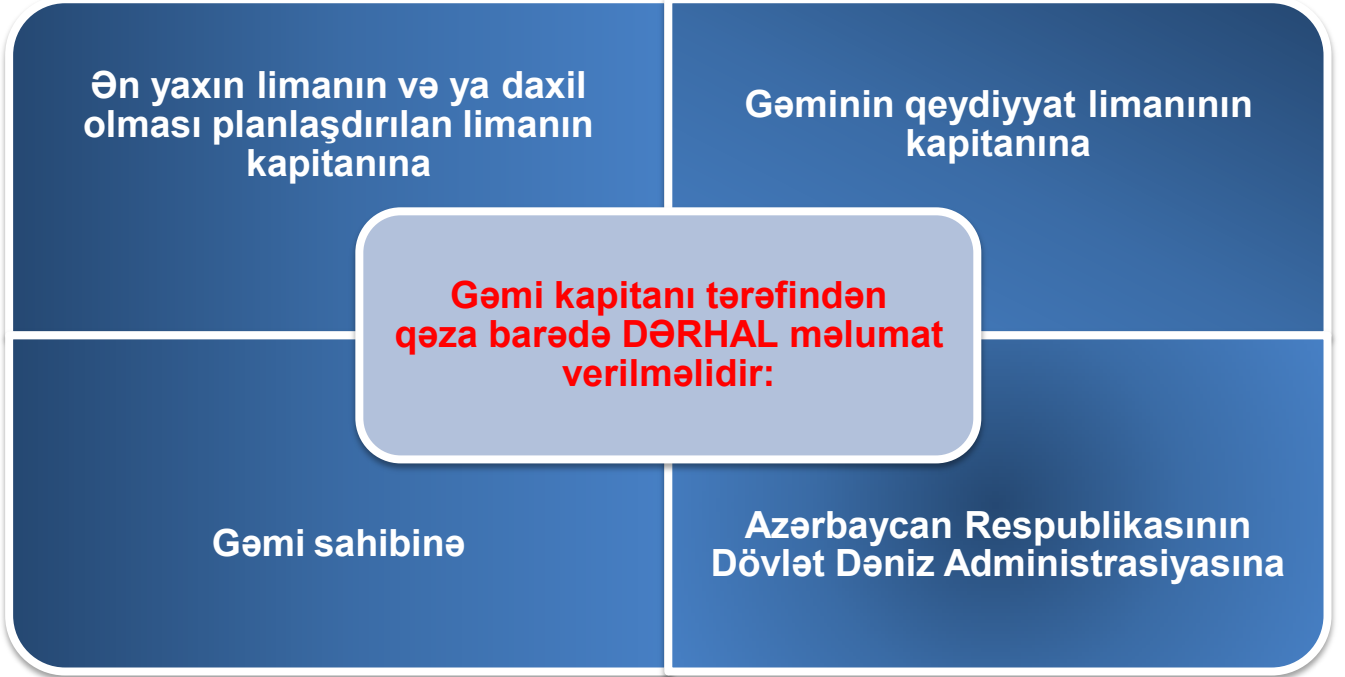 Ən yaxın limanın və ya daxil
olması planlaşdırılan limanın
kapitanına
Gəminin qeydiyyat limanının
kapitanına
Gəmi kapitanı tərəfindən
qəza barədə DƏRHAL məlumat
verilməlidir:
Gəmi sahibinə
Azərbaycan Respublikasının
Dövlət Dəniz Administrasiyasına